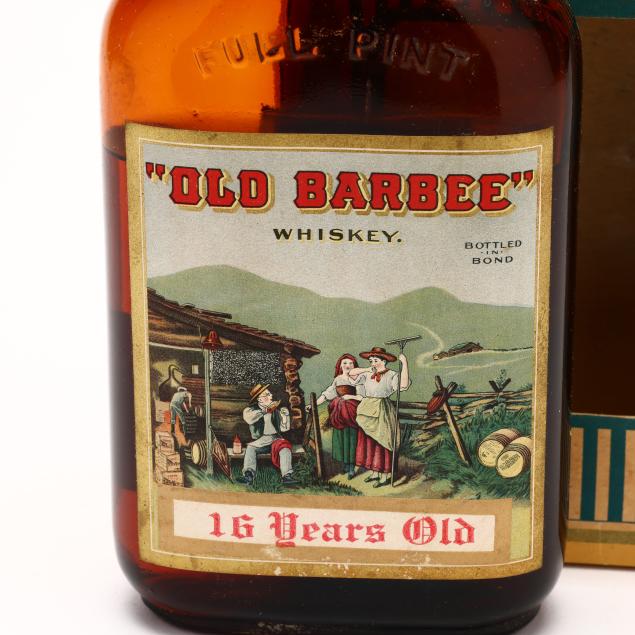 FULL PINT
"OLD BARBEE"
WHISKEY.
BOTTLED
-IN-
BOND
16 Years Old